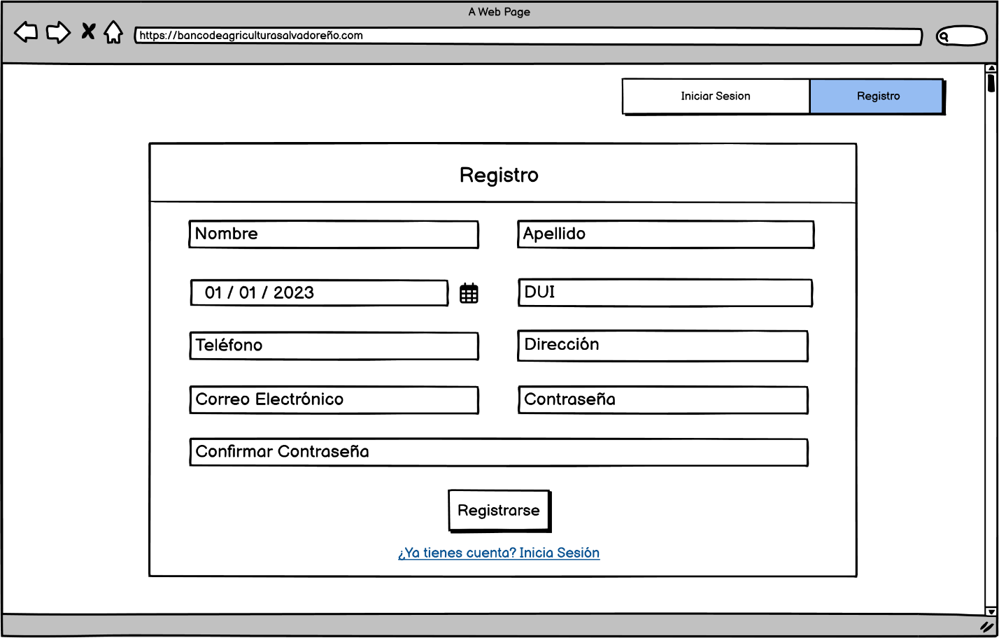 A Web Page
https://bancodeagriculturasalvadoreño.com
Iniciar Sesion
Registro
Registro
Nombre
Apellido
01 / 01 / 2023
DUI
Teléfono
Dirección
Correo Electrónico
Contraseña
Confirmar Contraseña
Registrarse
¿Ya tienes cuenta? Inicia Sesión